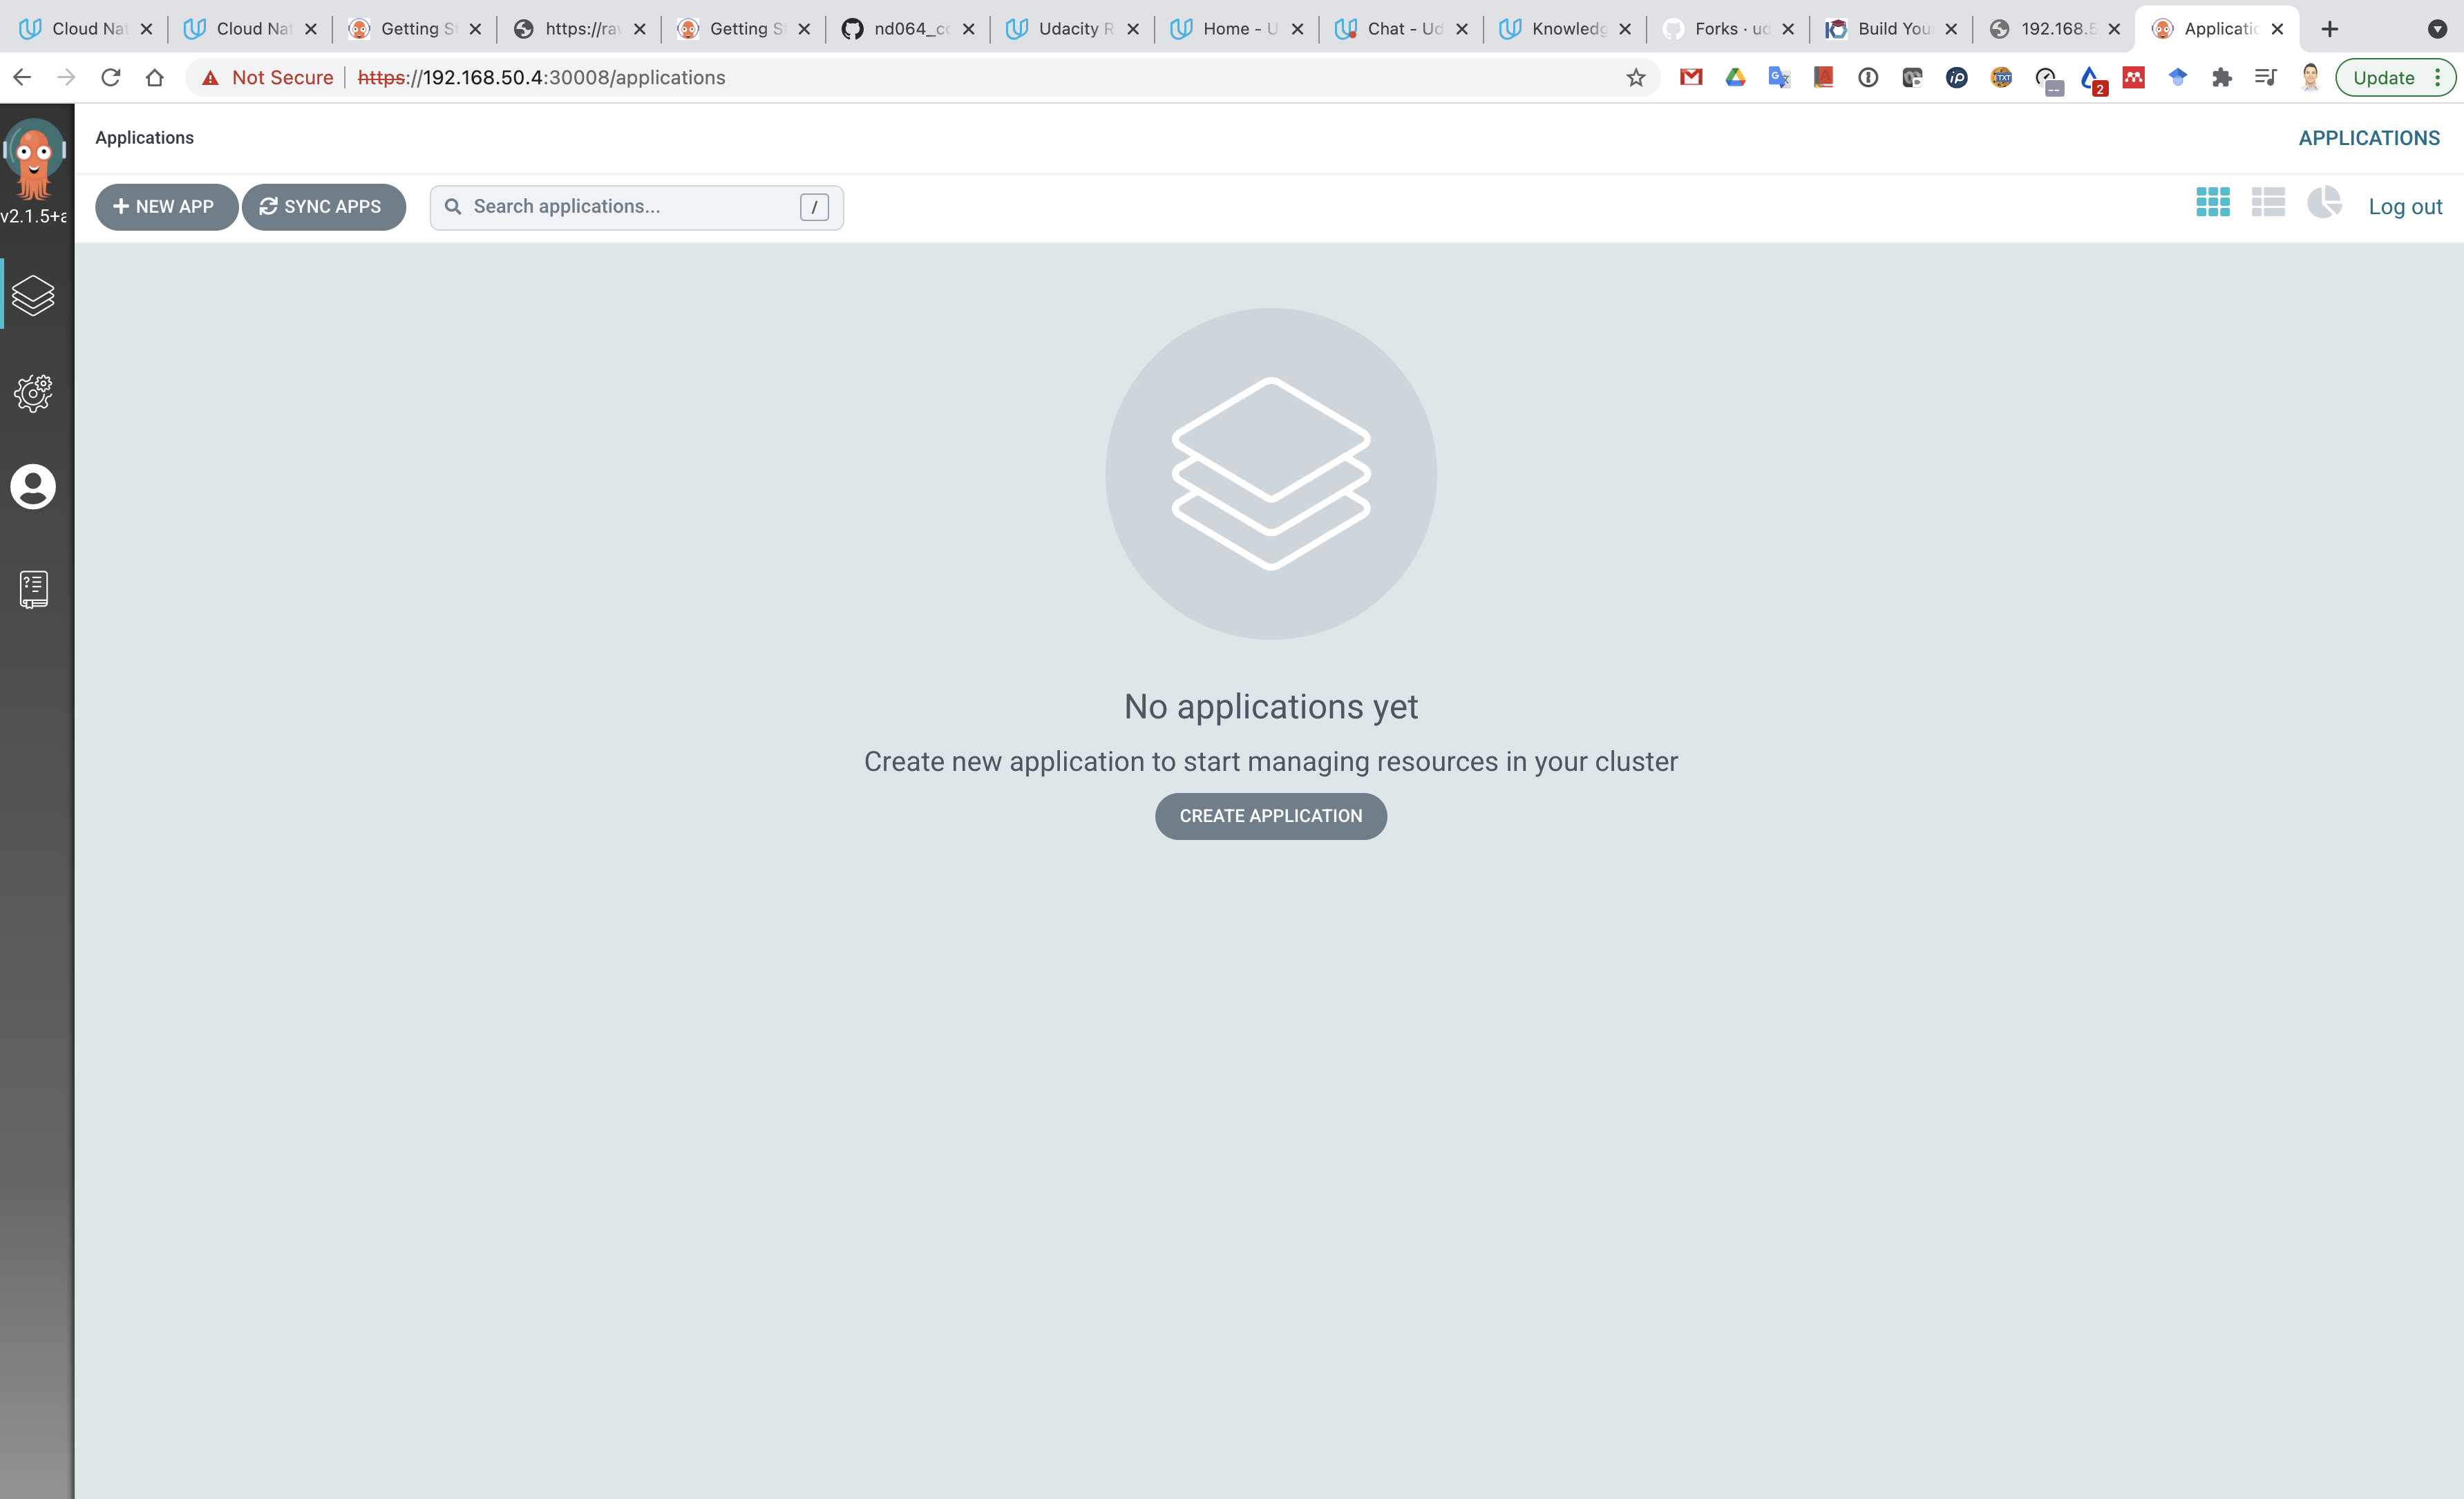 Cloud Nat Cloud Nat Getting S https://ra Getting S nd064_c Udacity R Home - U Chat - Ud Knowledg Forks · ud Build You 192.168.5 Applicatio
Not Secure https://192.168.50.4:30008/applications 2 Update
Applications APPLICATIONS
NEW APP SYNC APPS Search applications... / Log out
v2.1.5+a
No applications yet
Create new application to start managing resources in your cluster
CREATE APPLICATION